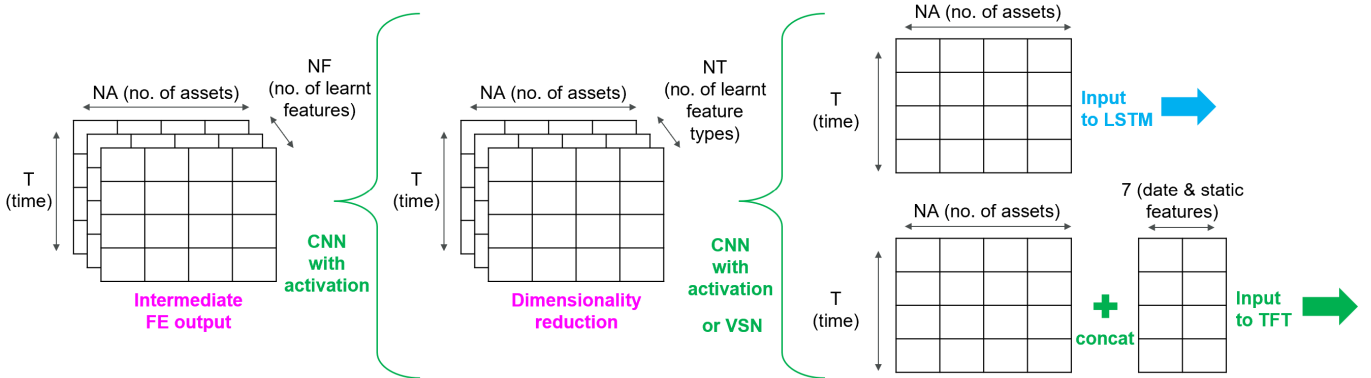 NA (no. of assets)
NF
(no. of learnt
features)
T
(time)
Intermediate
FE output
CNN
with
activation
NA (no. of assets)
NT
(no. of learnt
feature
types)
T
(time)
Dimensionality
reduction
CNN
with
activation
or VSN
NA (no. of assets)
T
(time)
Input
to LSTM
NA (no. of assets)
T
(time)
concat
7 (date & static
features)
Input
to TFT